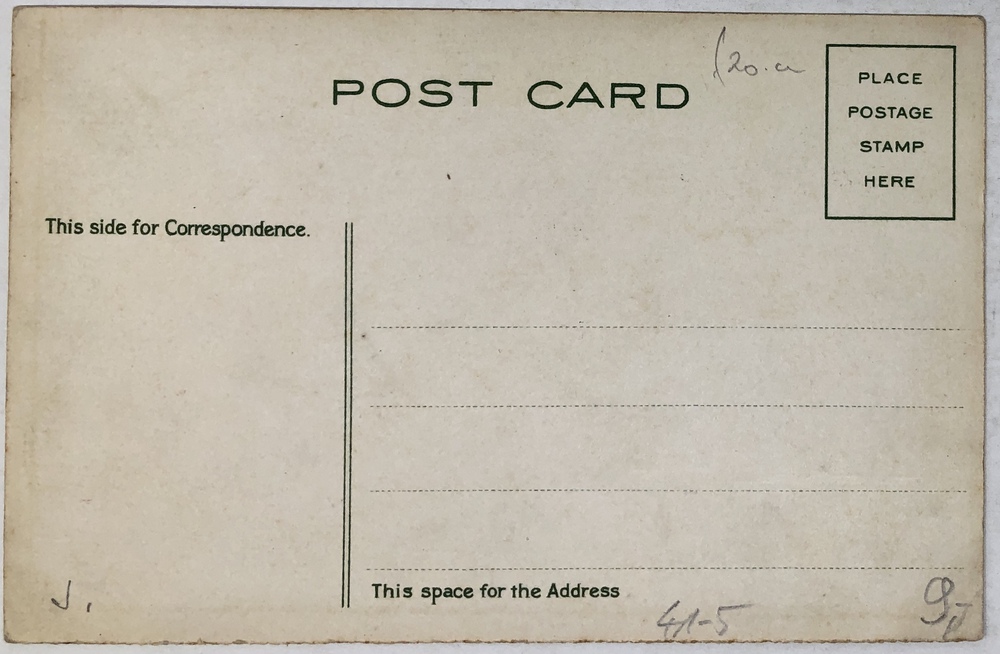 POST CARD
PLACE
POSTAGE
STAMP
HERE
This side for Correspondence.
This space for the Address